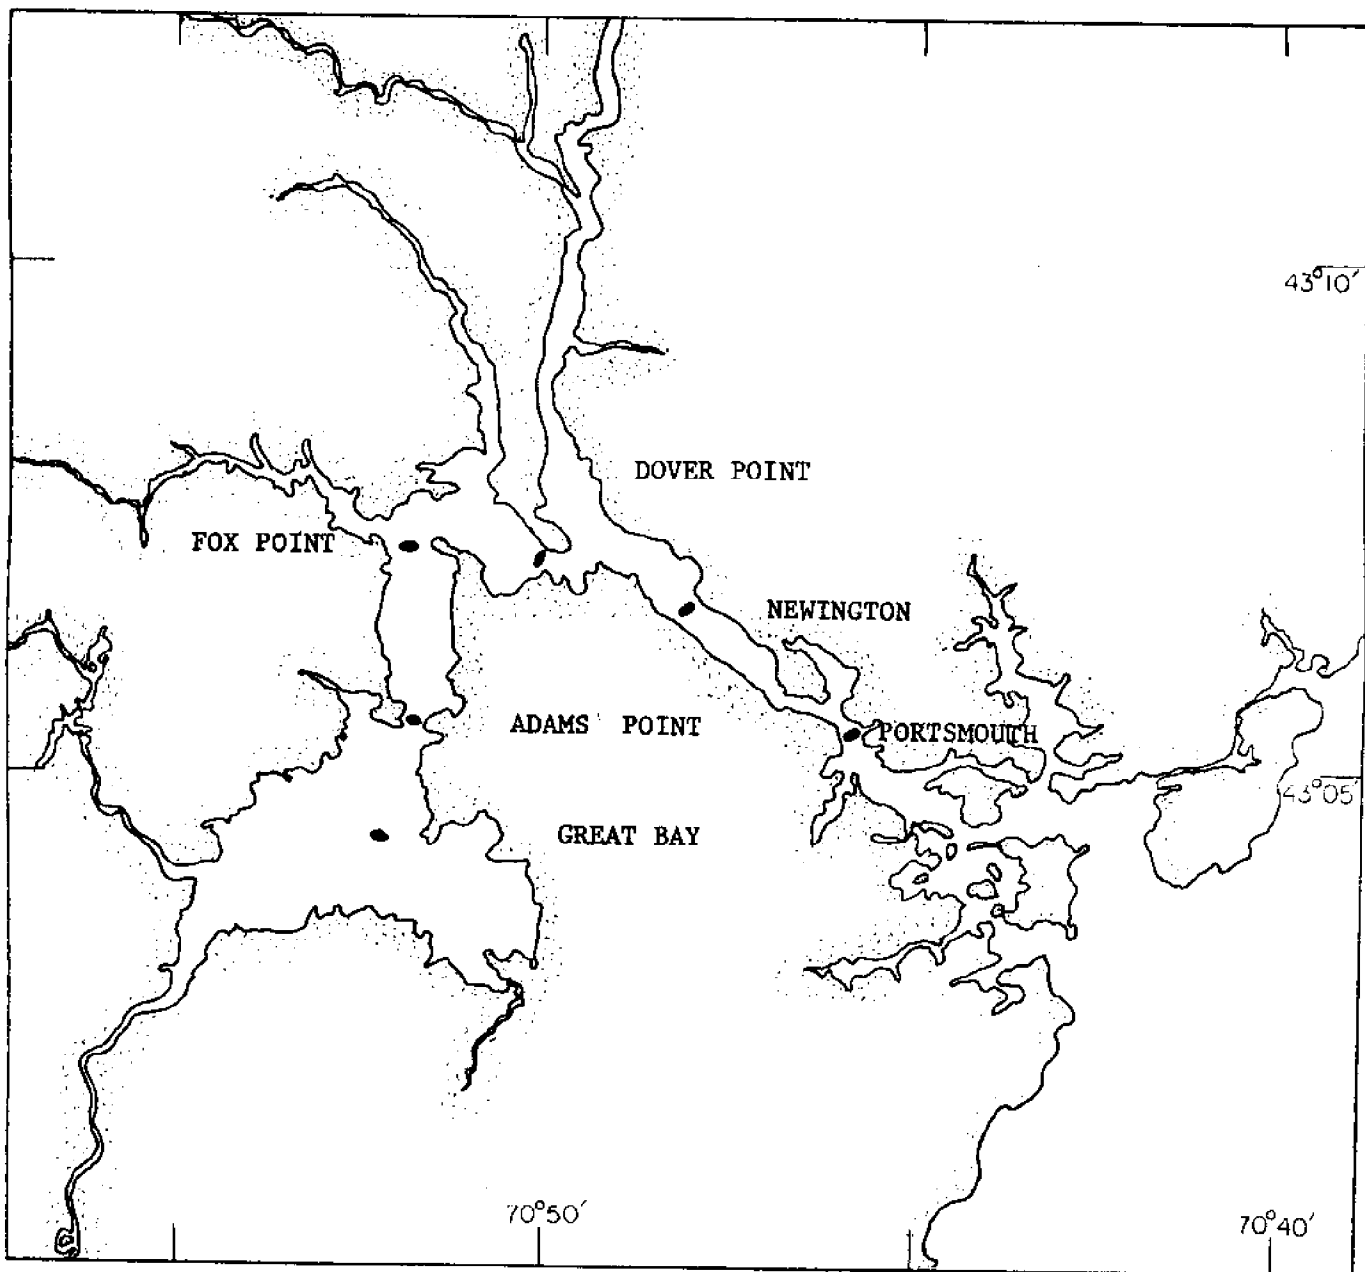 43°10′
DOVER POINT
FOX POINT
NEWINGTON
ADAMS POINT
PORTSMOUTH
43°05′
GREAT BAY
70°50′
70°40′